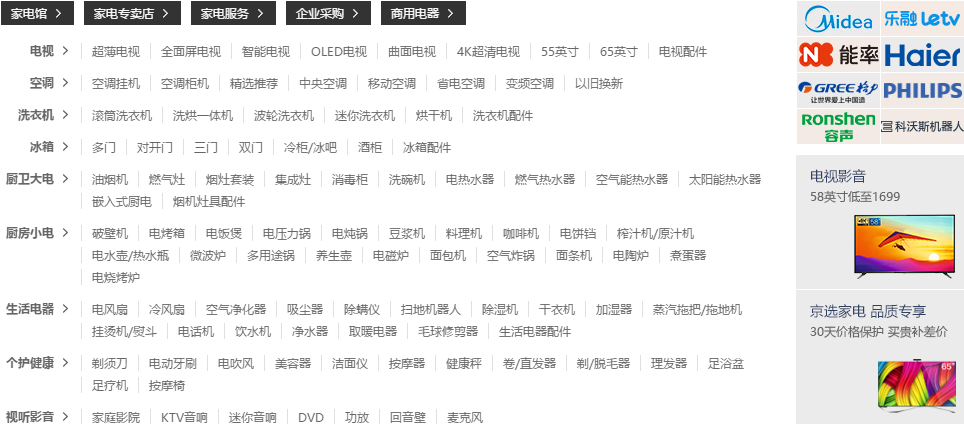 家电馆 家电专卖店 家电服务 企业采购 商用电器
电视 超薄电视 全面屏电视 智能电视 OLED电视 曲面电视 4K超清电视 55英寸 65英寸 电视配件
空调 空调挂机 空调柜机 精选推荐 中央空调 移动空调 省电空调 变频空调 以旧换新
洗衣机 滚筒洗衣机 洗烘一体机 波轮洗衣机 迷你洗衣机 烘干机 洗衣机配件
冰箱 多门 对开门 三门 双门 冷柜/冰吧 酒柜 冰箱配件
厨卫大电 油烟机 燃气灶 烟灶套装 集成灶 消毒柜 洗碗机 电热水器 燃气热水器 空气能热水器 太阳能热水器
嵌入式厨电 烟机灶具配件
厨房小电 破壁机 电烤箱 电饭煲 电压力锅 电炖锅 豆浆机 料理机 咖啡机 电饼铛 榨汁机/原汁机
电水壶/热水瓶 微波炉 多用途锅 养生壶 电磁炉 面包机 空气炸锅 面条机 电陶炉 煮蛋器
电烧烤炉
生活电器 电风扇 冷风扇 空气净化器 吸尘器 除螨仪 扫地机器人 除湿机 干衣机 加湿器 蒸汽拖把/拖地机
挂烫机/熨斗 电话机 饮水机 净水器 取暖电器 毛球修剪器 生活电器配件
个护健康 剃须刀 电动牙刷 电吹风 美容器 洁面仪 按摩器 健康秤 卷/直发器 剃/脱毛器 理发器 足浴盆
足疗机 按摩椅
视听影音 家庭影院 KTV音响 迷你音响 DVD 功放 回音壁 麦克风
Midea 乐融Letv
能率 Haier
GREE格力 PHILIPS
让世界爱上中国造
Ronshen 科沃斯机器人
容声
电视影音
58英寸低至1699
4K 58"
京选家电 品质专享
30天价格保护 买贵补差价
65"